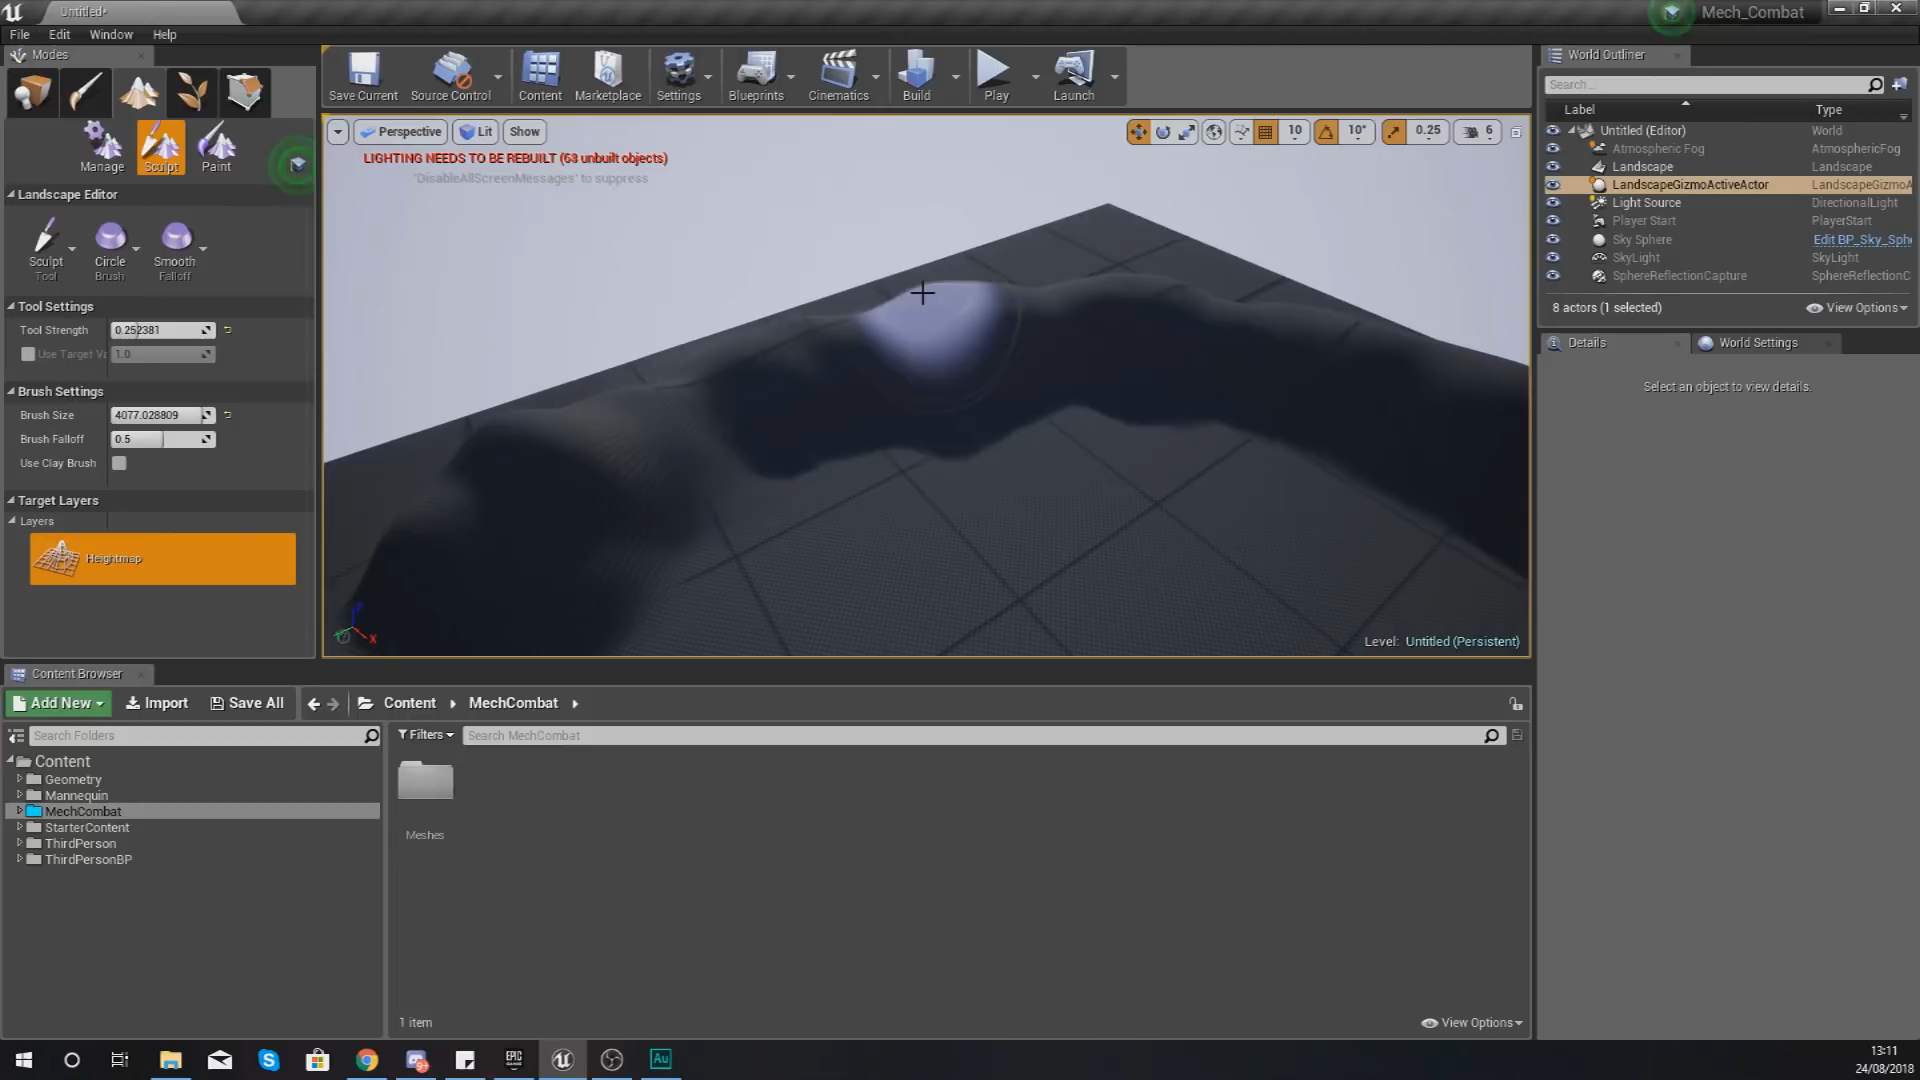 Untitled•
Mech_Combat
File Edit Window Help
Modes
Save Current
Source Control
Content
Marketplace
Settings
Blueprints
Cinematics
Build
Play
Launch
World Outliner
Search...
Label Type
Untitled (Editor) World
Atmospheric Fog AtmosphericFog
Landscape Landscape
LandscapeGizmoActiveActor LandscapeGizmoA
Light Source DirectionalLight
Player Start PlayerStart
Sky Sphere Edit BP_Sky_Sph
SkyLight SkyLight
SphereReflectionCapture SphereReflectionC
8 actors (1 selected) View Options
Details
World Settings
Select an object to view details.
Manage
Sculpt
Paint
Landscape Editor
Sculpt
Tool
Circle
Brush
Smooth
Falloff
Tool Settings
Tool Strength 0.252381
Use Target Va 1.0
Brush Settings
Brush Size 4077.028809
Brush Falloff 0.5
Use Clay Brush
Target Layers
Layers
Heightmap
Perspective Lit Show
10 10° 0.25 6
LIGHTING NEEDS TO BE REBUILT (63 unbuilt objects)
'DisableAllScreenMessages' to suppress
Z
X
Level: Untitled (Persistent)
Content Browser
Add New Import Save All Content MechCombat
Search Folders
Filters Search MechCombat
Content
Geometry
Mannequin
MechCombat
StarterContent
ThirdPerson
ThirdPersonBP
Meshes
1 item
View Options
EPIC
GAMES
Au
13:11
24/08/2018